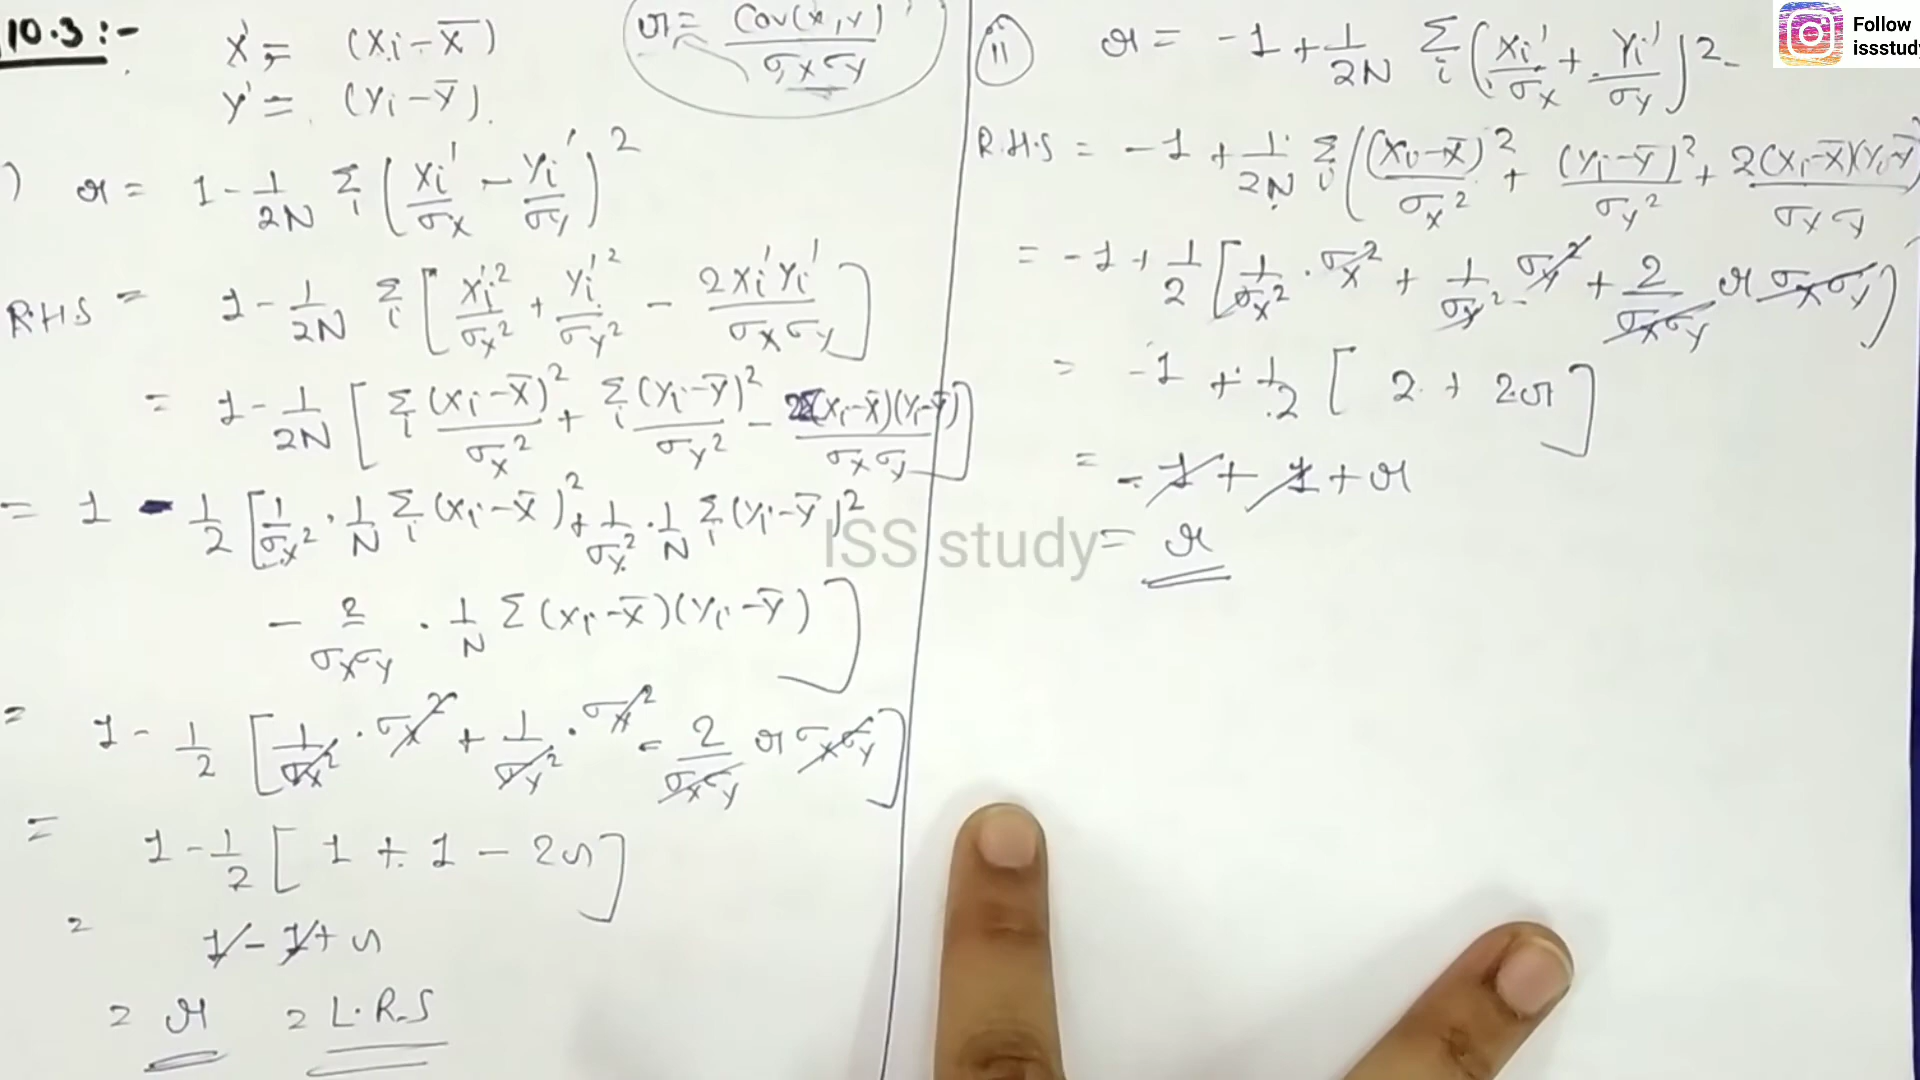 10.3 :-
X' = (Xi - X̅)
Y' = (Yi - Y̅).
r = Cov(X,Y) / σX σY
) r = 1 - 1/2N Σi (Xi'/σX - Yi'/σY)²
RHS = 1 - 1/2N Σi [Xi'²/σX² + Yi'²/σY² - 2Xi'Yi'/σXσY]
= 1 - 1/2N [Σi (Xi-X̅)²/σX² + Σi (Yi-Y̅)²/σY² - 2Σ(Xi-X̅)(Yi-Y̅)/σXσY]
= 1 - 1/2 [1/σX² · 1/N Σi (Xi-X̅)² + 1/σY² · 1/N Σi (Yi-Y̅)²
- 2/σXσY · 1/N Σ(Xi-X̅)(Yi-Y̅)]
= 1 - 1/2 [1/σX² · σX² + 1/σY² · σY² - 2/σXσY r σXσY]
= 1 - 1/2 [1 + 1 - 2r]
= 1 - 1 + r
= r = L.R.S
ii
r = -1 + 1/2N Σi (Xi'/σX + Yi'/σY)²
R.H.S = -1 + 1/2N Σi ((Xi-X̅)²/σX² + (Yi-Y̅)²/σY² + 2(Xi-X̅)(Yi-Y̅)/σXσY
= -1 + 1/2 [1/σX² · σX² + 1/σY² · σY² + 2/σXσY r σXσY]
= -1 + 1/2 [2 + 2r]
= -1 + 1 + r
= r
ISS study
Follow
issstudy